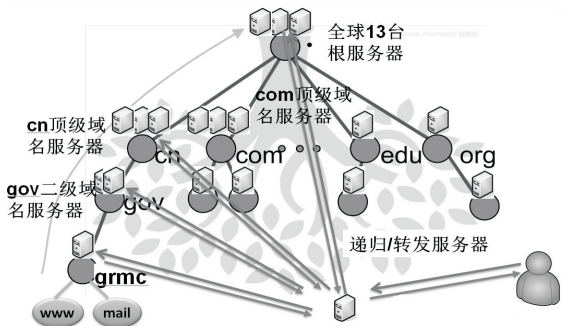 全球13台
根服务器
com顶级域
名服务器
cn顶级域
名服务器
cn
com
edu
org
gov二级域
名服务器
gov
递归/转发服务器
grmc
www
mail